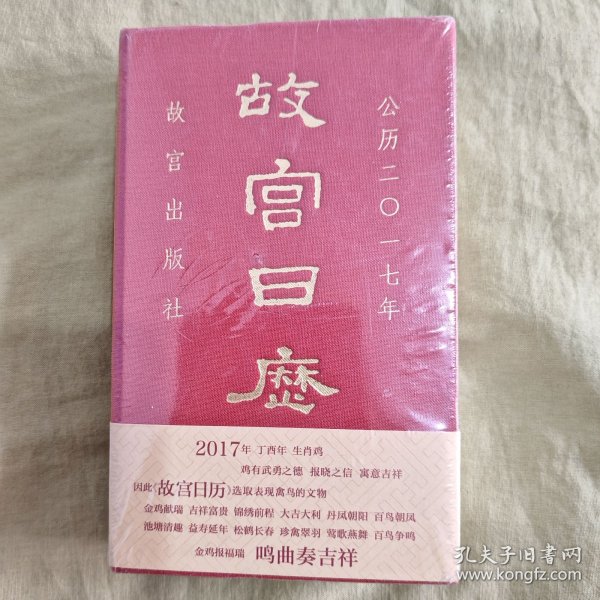 公历二〇一七年
故宫日历
故宫出版社
2017年 丁酉年 生肖鸡
鸡有武勇之德 报晓之信 寓意吉祥
因此《故宫日历》选取表现禽鸟的文物
金鸡献瑞 吉祥富贵 锦绣前程 大吉大利 丹凤朝阳 百鸟朝凤
池塘清趣 益寿延年 松鹤长春 珍禽翠羽 莺歌燕舞 百鸟争鸣
金鸡报福瑞 鸣曲奏吉祥
孔夫子旧书网
www.kongfz.com